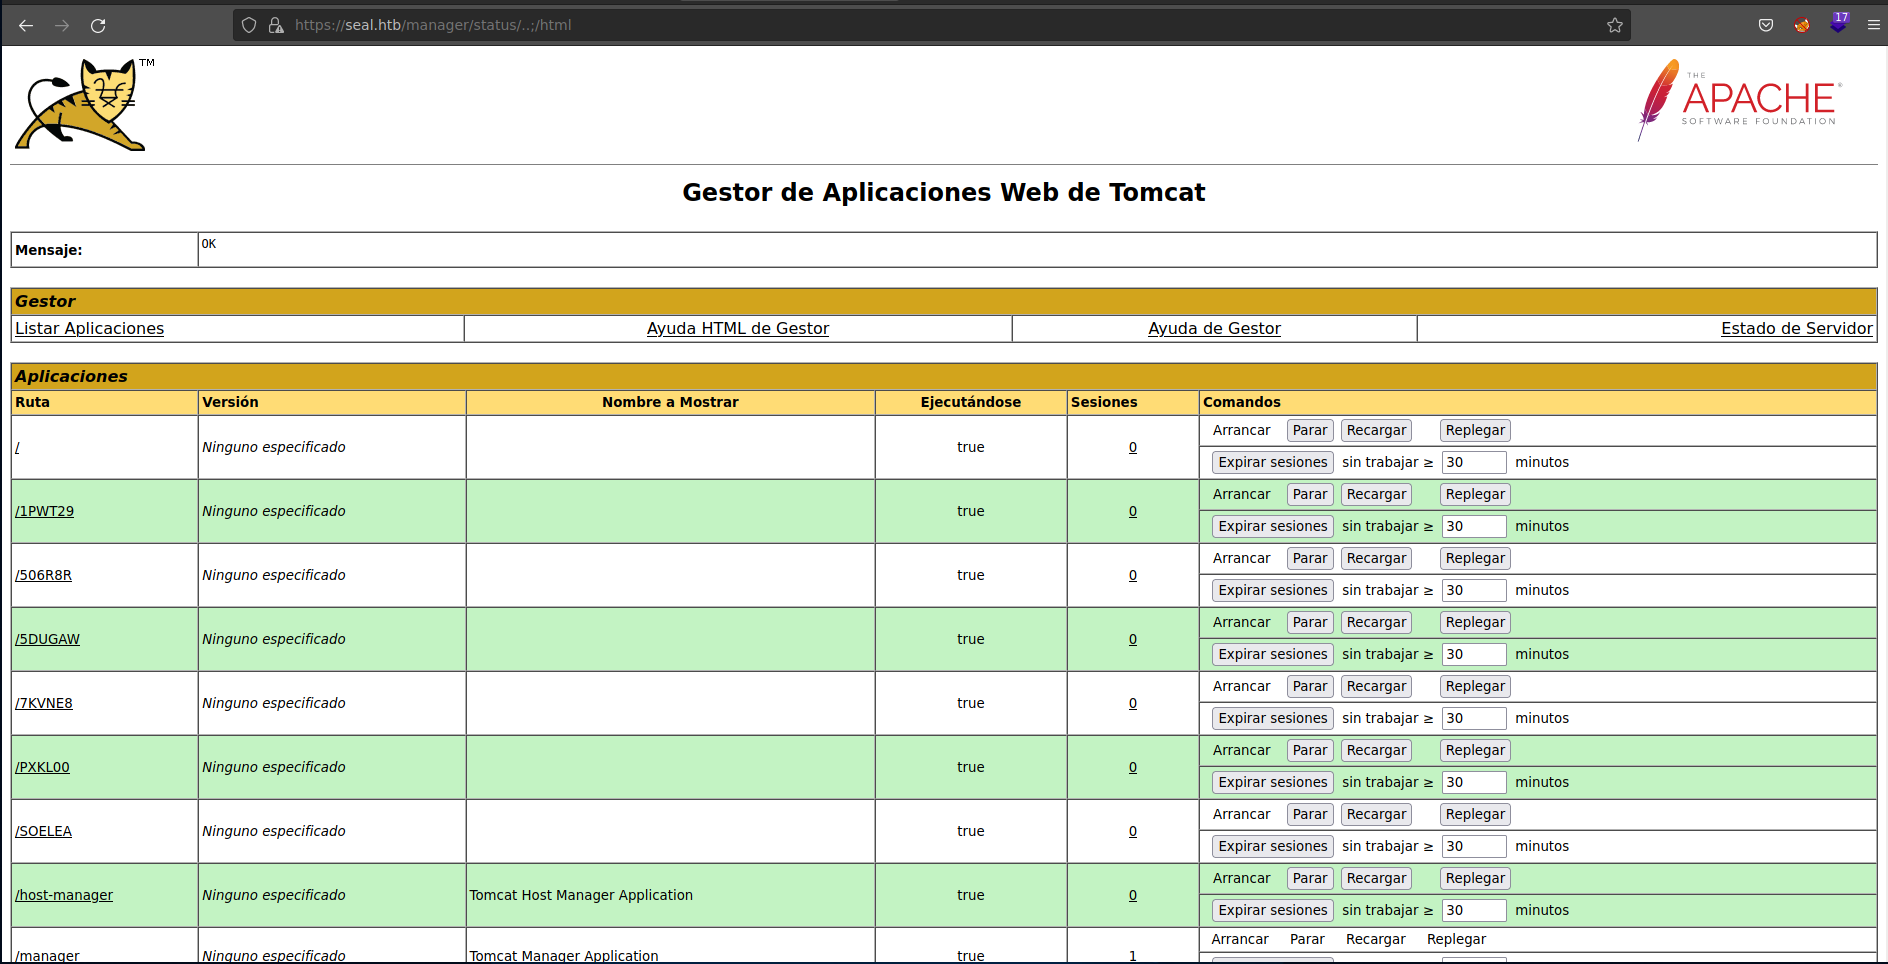 17
https://seal.htb/manager/status/..;/html
TM
THE
APACHE®
SOFTWARE FOUNDATION
Gestor de Aplicaciones Web de Tomcat
Mensaje: OK
Gestor
Listar Aplicaciones Ayuda HTML de Gestor Ayuda de Gestor Estado de Servidor
Aplicaciones
Ruta Versión Nombre a Mostrar Ejecutándose Sesiones Comandos
/ Ninguno especificado true 0 Arrancar Parar Recargar Replegar
Expirar sesiones sin trabajar ≥ 30 minutos
/1PWT29 Ninguno especificado true 0 Arrancar Parar Recargar Replegar
Expirar sesiones sin trabajar ≥ 30 minutos
/506R8R Ninguno especificado true 0 Arrancar Parar Recargar Replegar
Expirar sesiones sin trabajar ≥ 30 minutos
/5DUGAW Ninguno especificado true 0 Arrancar Parar Recargar Replegar
Expirar sesiones sin trabajar ≥ 30 minutos
/7KVNE8 Ninguno especificado true 0 Arrancar Parar Recargar Replegar
Expirar sesiones sin trabajar ≥ 30 minutos
/PXKL00 Ninguno especificado true 0 Arrancar Parar Recargar Replegar
Expirar sesiones sin trabajar ≥ 30 minutos
/SOELEA Ninguno especificado true 0 Arrancar Parar Recargar Replegar
Expirar sesiones sin trabajar ≥ 30 minutos
/host-manager Ninguno especificado Tomcat Host Manager Application true 0 Arrancar Parar Recargar Replegar
Expirar sesiones sin trabajar ≥ 30 minutos
/manager Ninguno especificado Tomcat Manager Application true 1 Arrancar Parar Recargar Replegar